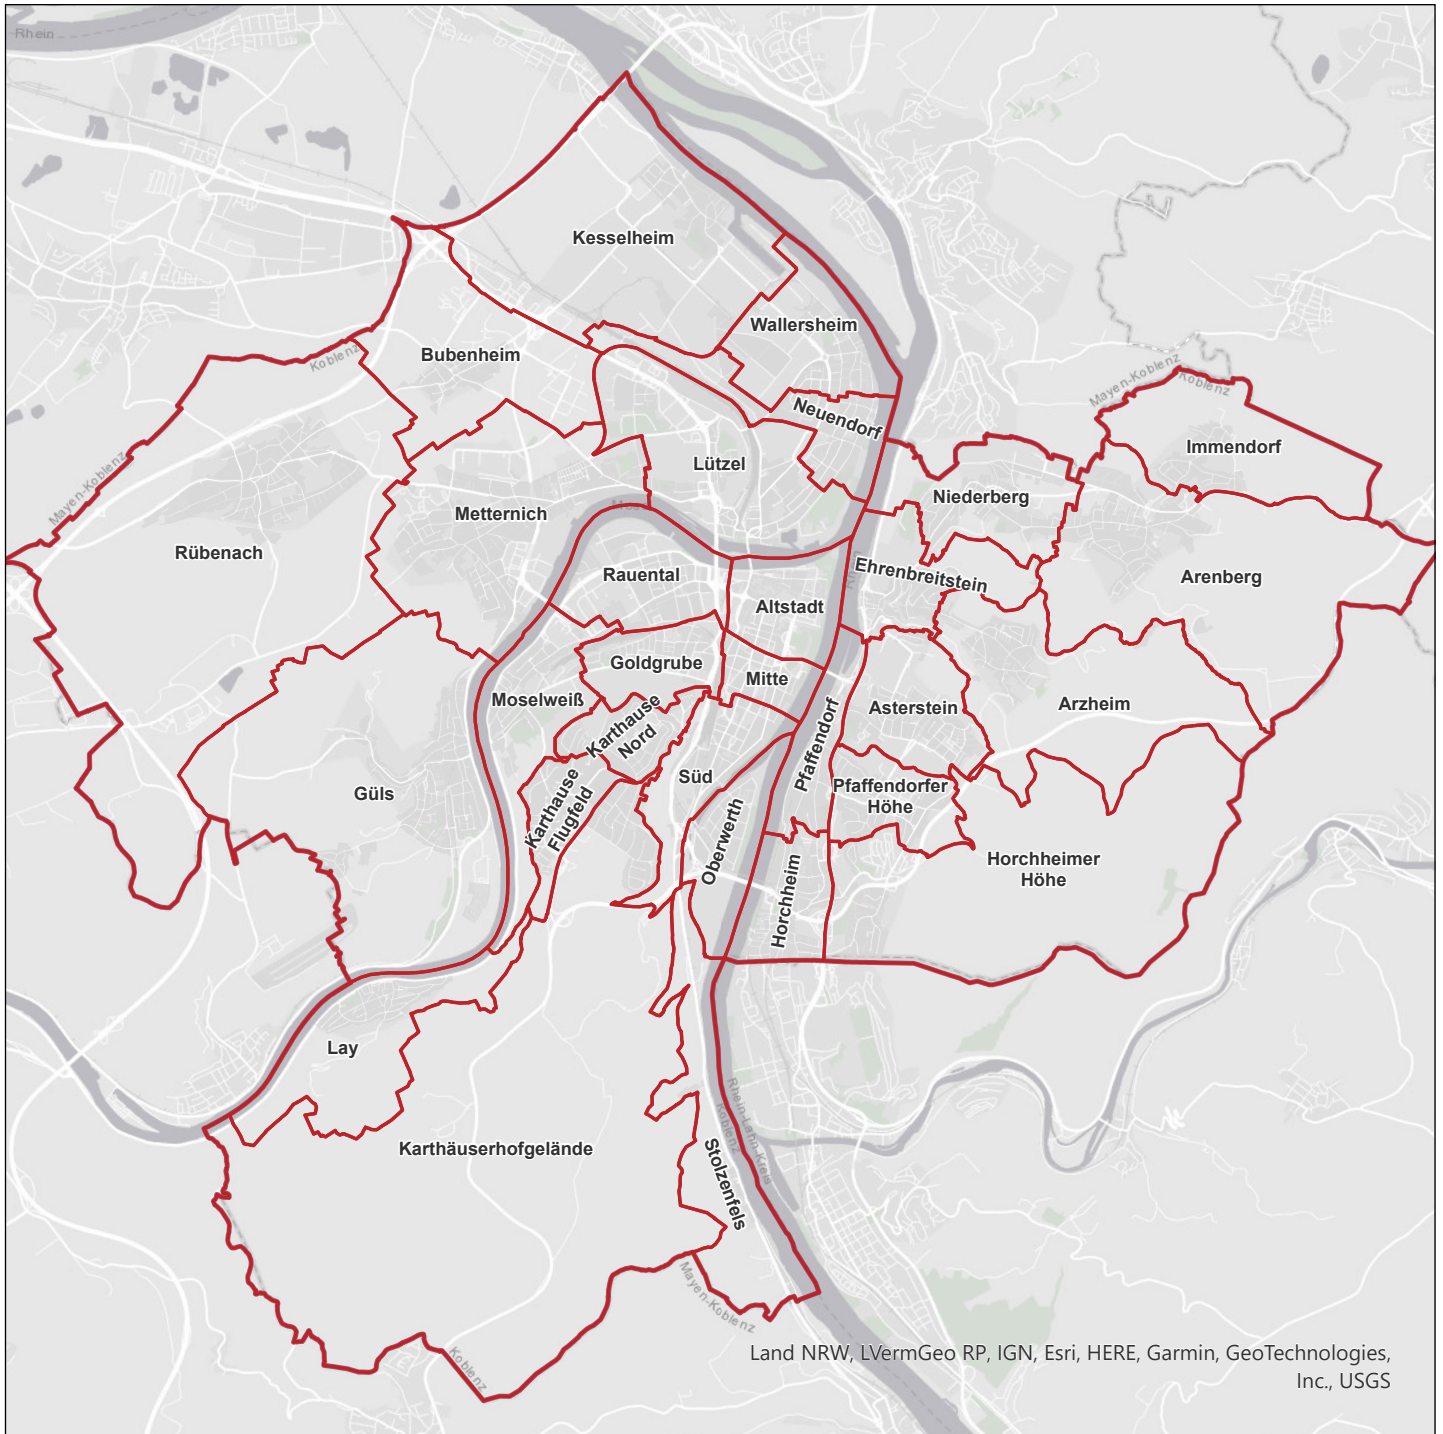 Rhein
Kesselheim
Wallersheim
Bubenheim
Koblenz
Mayen-Koblenz
Koblenz
Neuendorf
Immendorf
Lützel
Mayen-Koblenz
Niederberg
Metternich
Rübenach
Rauental
Ehrenbreitstein
Arenberg
Altstadt
Goldgrube
Mitte
Moselweiß
Karthause
Nord
Asterstein
Arzheim
Pfaffendorf
Süd
Güls
Karthause
Flugfeld
Pfaffendorfer
Höhe
Oberwerth
Horchheimer
Höhe
Horchheim
Lay
Rhein-Lahn-Kreis
Koblenz
Karthäuserhofgelände
Stolzenfels
Mayen-Koblenz
Koblenz
Land NRW, LVermGeo RP, IGN, Esri, HERE, Garmin, GeoTechnologies,
Inc., USGS